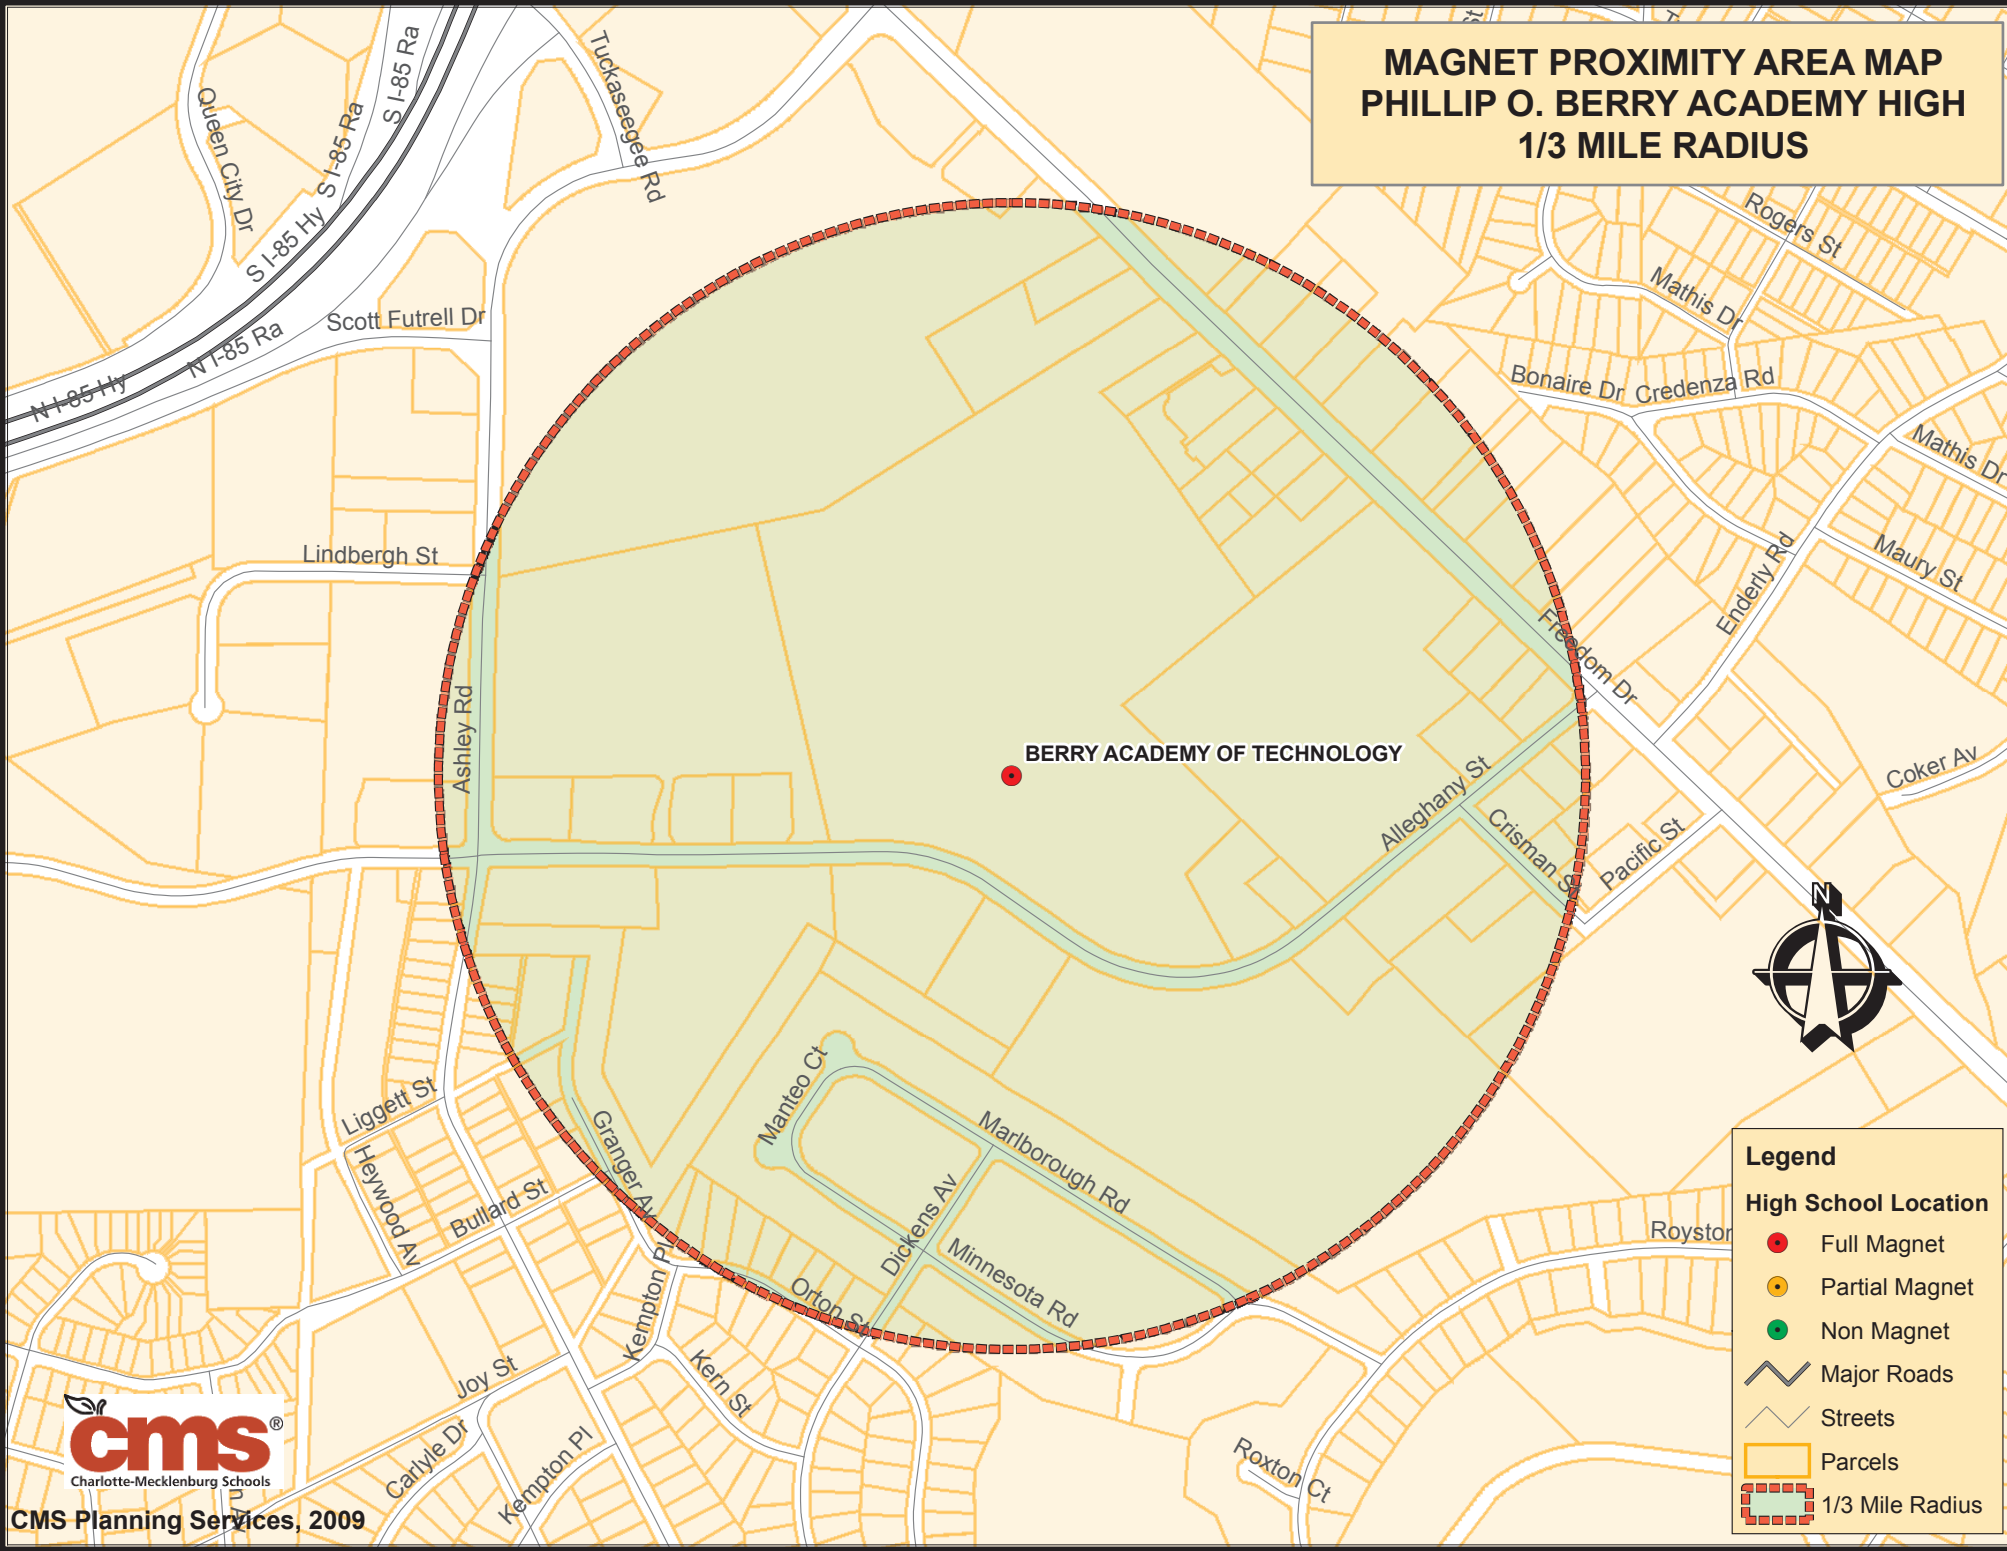 MAGNET PROXIMITY AREA MAP
PHILLIP O. BERRY ACADEMY HIGH
1/3 MILE RADIUS
S I-85 Ra
Tuckaseegee Rd
Queen City Dr
S I-85 Ra
S I-85 Hy
Rogers St
Mathis Dr
Scott Futrell Dr
N I-85 Ra
N I-85 Hy
Bonaire Dr
Credenza Rd
Mathis Dr
Lindbergh St
Maury St
Enderly Rd
Freedom Dr
Ashley Rd
BERRY ACADEMY OF TECHNOLOGY
Coker Av
Alleghany St
Crisman St
Pacific St
N
Manteo Ct
Liggett St
Granger Av
Marlborough Rd
Heywood Av
Bullard St
Dickens Av
Minnesota Rd
Kempton Pl
Orton St
Royston
Joy St
Kern St
Carlyle Dr
Kempton Pl
Roxton Ct
Legend
High School Location
Full Magnet
Partial Magnet
Non Magnet
Major Roads
Streets
Parcels
1/3 Mile Radius
cms®
Charlotte-Mecklenburg Schools
CMS Planning Services, 2009